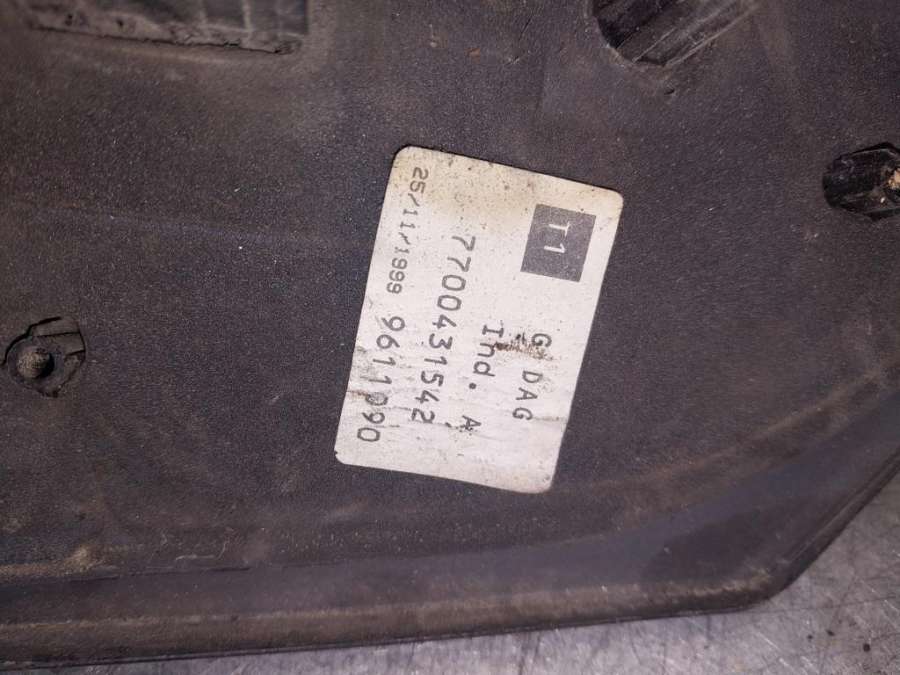 T1
G DAG
Ind. A
7700431542
25/11/1999 9611090